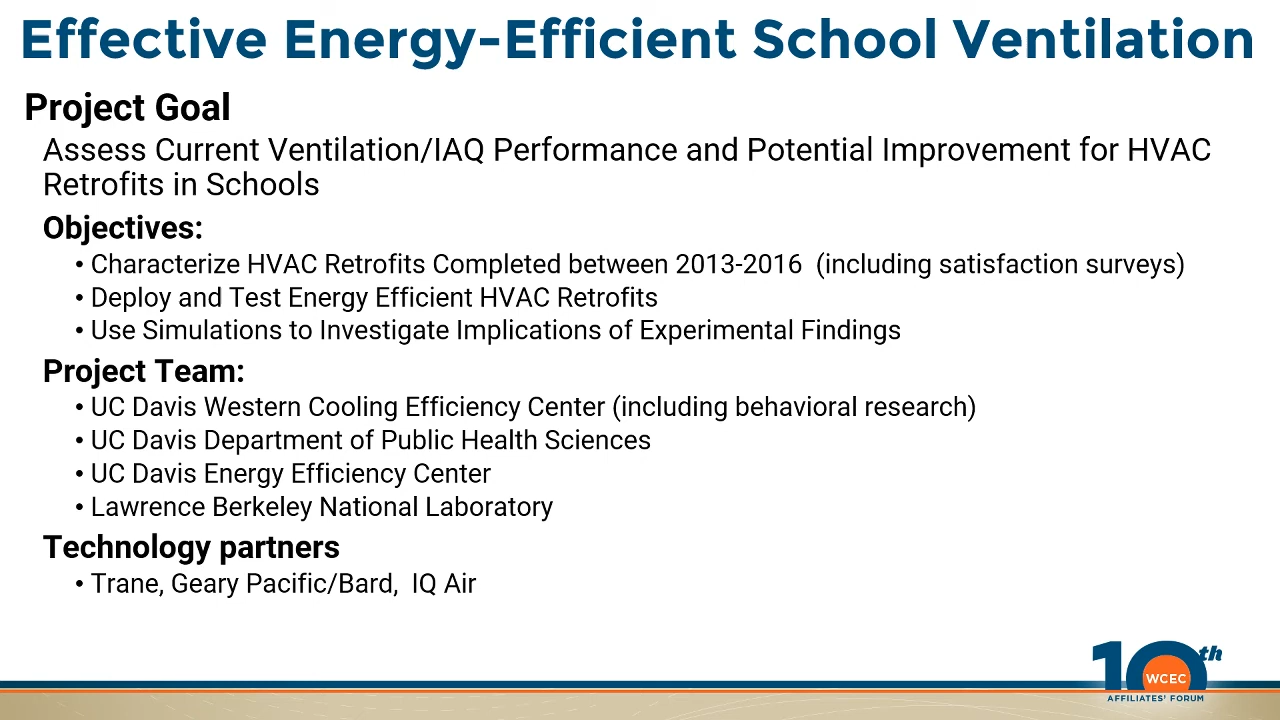 Effective Energy-Efficient School Ventilation
Project Goal
Assess Current Ventilation/IAQ Performance and Potential Improvement for HVAC
Retrofits in Schools
Objectives:
• Characterize HVAC Retrofits Completed between 2013-2016  (including satisfaction surveys)
• Deploy and Test Energy Efficient HVAC Retrofits
• Use Simulations to Investigate Implications of Experimental Findings
Project Team:
• UC Davis Western Cooling Efficiency Center (including behavioral research)
• UC Davis Department of Public Health Sciences
• UC Davis Energy Efficiency Center
• Lawrence Berkeley National Laboratory
Technology partners
• Trane, Geary Pacific/Bard,  IQ Air
10th
WCEC
AFFILIATES' FORUM